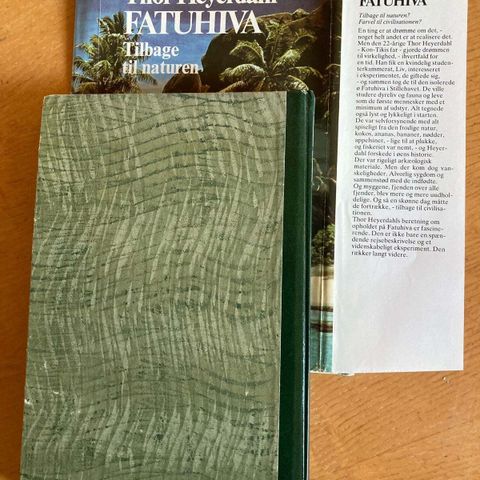 Thor Heyerdahl
FATUHIVA
Tilbage
til naturen
FATUHIVA
Tilbage til naturen?
Farvel til civilisationen?
En ting er at drømme om det, -
noget helt andet er at realisere det.
Men den 22-årige Thor Heyerdahl
- Kon-Tikis far - gjorde drømmen
til virkelighed, - ihvertfald for
en tid. Han fik en kvindelig studen-
terkammerat, Liv, interesseret
i eksperimentet, de giftede sig,
- og sammen tog de til den isolerede
ø Fatuhiva i Stillehavet. De ville
studere dyreliv og fauna og leve
som de første mennesker med et
minimum af udstyr. Alt tegnede
også lyst og lykkeligt i starten.
De var selvforsynende med alt
spiseligt fra den frodige natur,
kokos, ananas, bananer, nødder,
appelsiner, - lige til at plukke,
og fiskeriet var nemt, - og Heyer-
dahl forskede i øens historie.
Der var rigeligt arkæologisk
materiale. Men der kom dog van-
skeligheder, Alvorlig sygdom og
sammenstød med de indfødte.
Og myggene, fjenden over alle
fjender, blev mere og mere uudhol-
delige. Og så en skønne dag måtte
de fortrække, - tilbage til civilisa-
tionen.
Thor Heyerdahls beretning om
opholdet på Fatuhiva er fascine-
rende. Den er ikke bare en spæn-
dende rejsebeskrivelse og et
videnskabeligt eksperiment. Den
rækker langt videre.